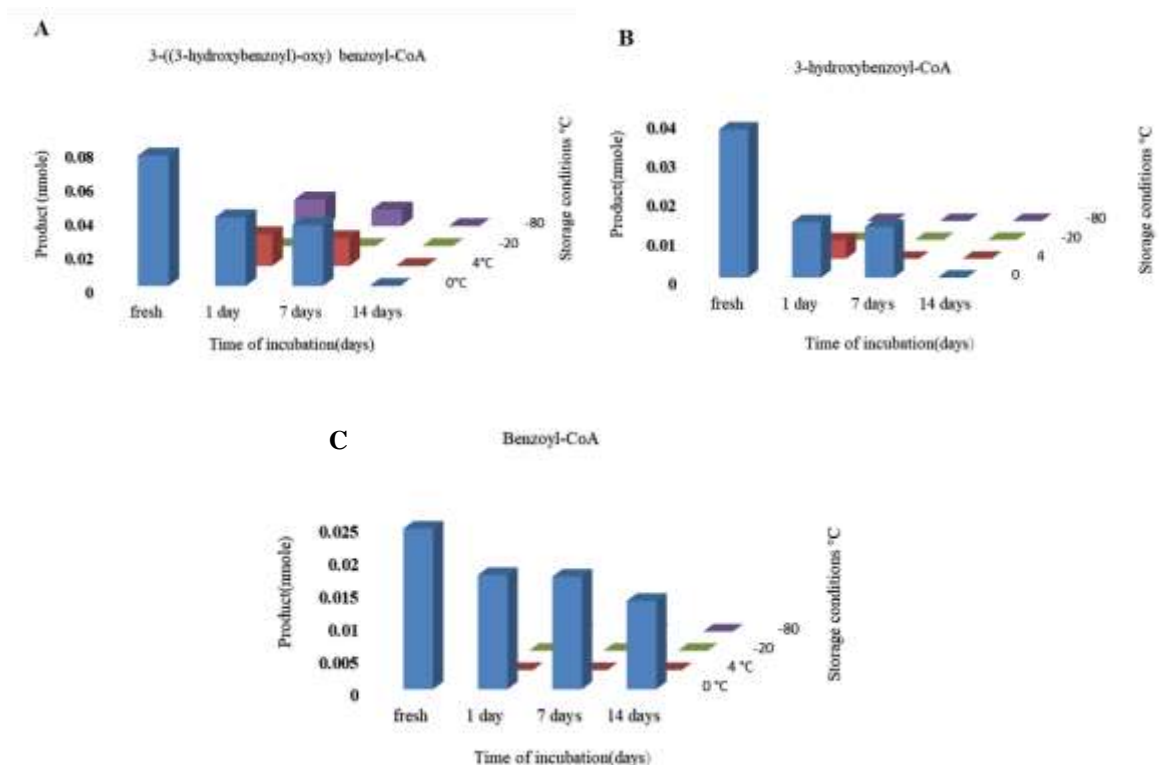 A
3-((3-hydroxybenzoyl)-oxy) benzoyl-CoA
Product (nmole)
0.08
0.06
0.04
0.02
0
fresh
1 day
7 days
14 days
Time of incubation(days)
0°C
4°C
-20
-80
Storage conditions °C
B
3-hydroxybenzoyl-CoA
Product(nmole)
0.04
0.03
0.02
0.01
0
fresh
1 day
7 days
14 days
Time of incubation(days)
0
4
-20
-80
Storage conditions °C
C
Benzoyl-CoA
Product(nmole)
0.025
0.02
0.015
0.01
0.005
0
fresh
1 day
7 days
14 days
Time of incubation(days)
0 °C
4 °C
-20
-80
Storage conditions °C